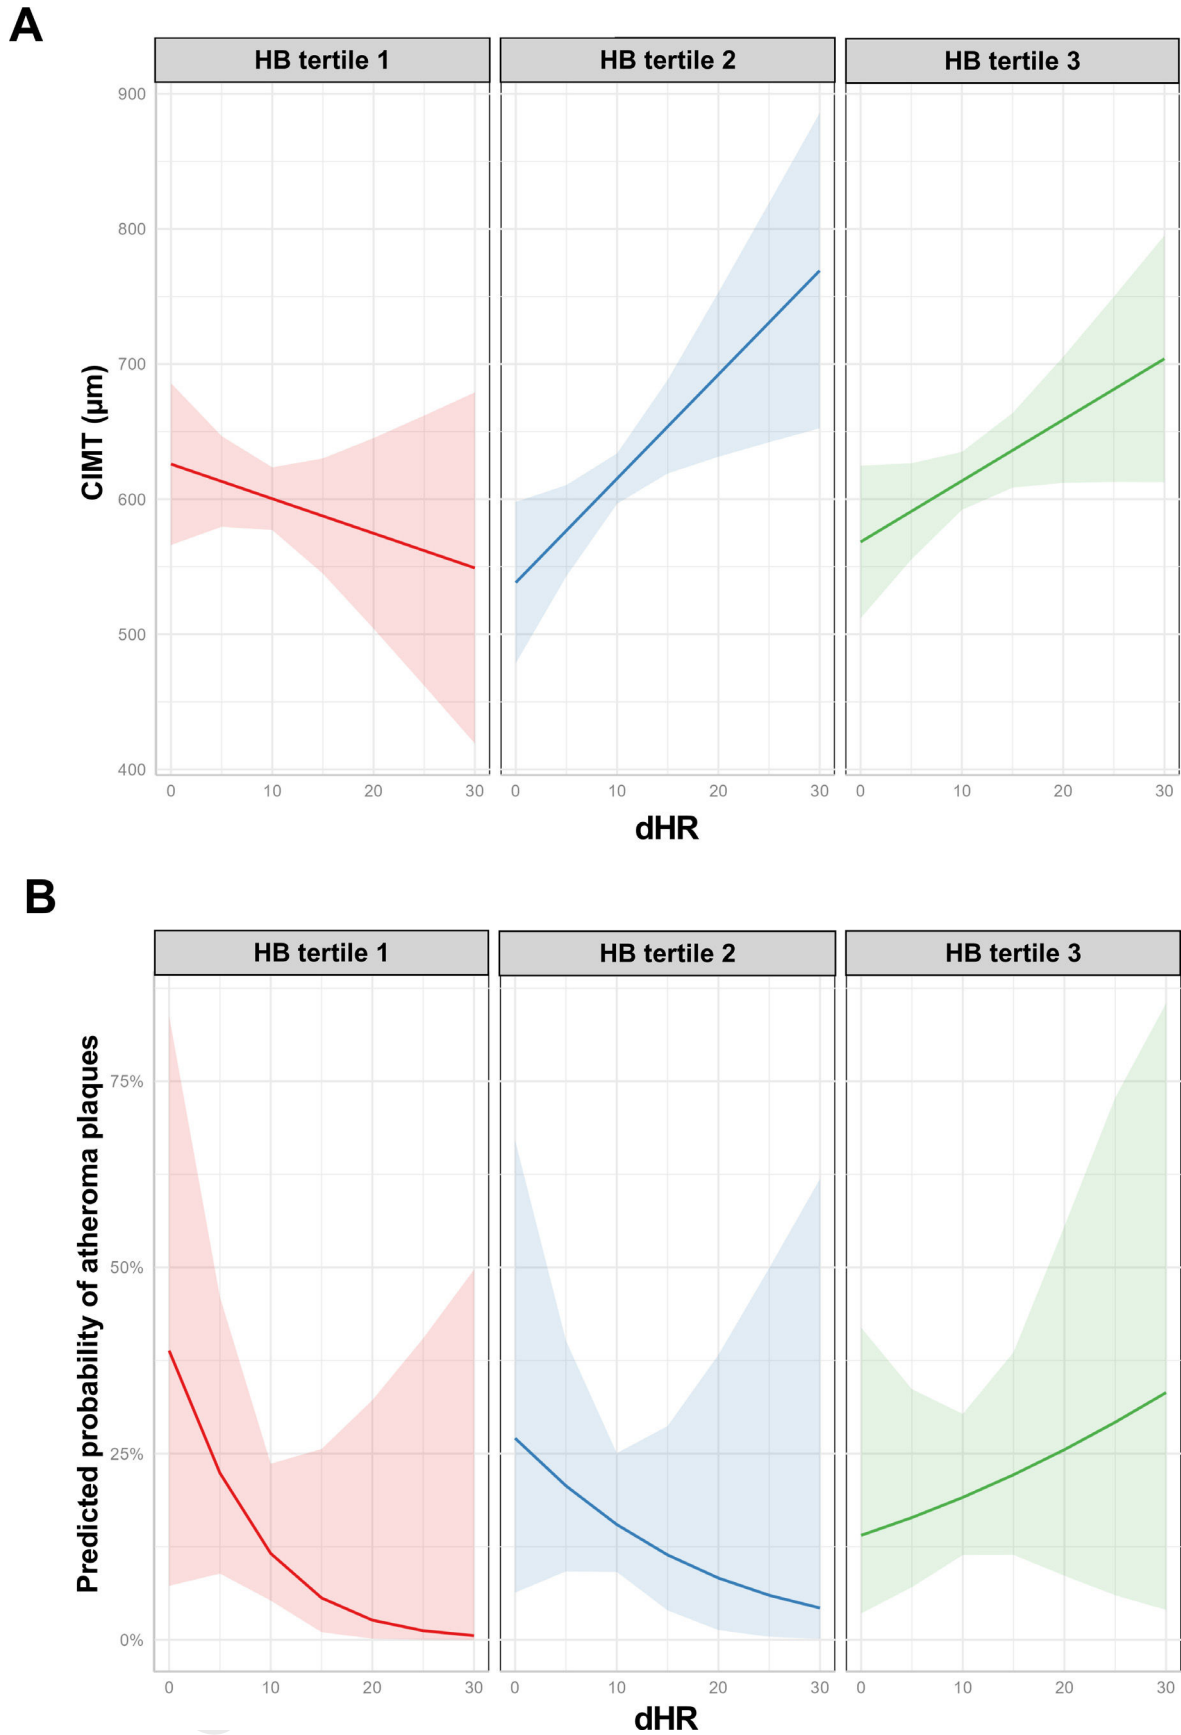 A
HB tertile 1 HB tertile 2 HB tertile 3
900
800
700
600
500
400
CIMT (µm)
0 10 20 30 0 10 20 30 0 10 20 30
dHR
B
HB tertile 1 HB tertile 2 HB tertile 3
75%
50%
25%
0%
Predicted probability of atheroma plaques
0 10 20 30 0 10 20 30 0 10 20 30
dHR